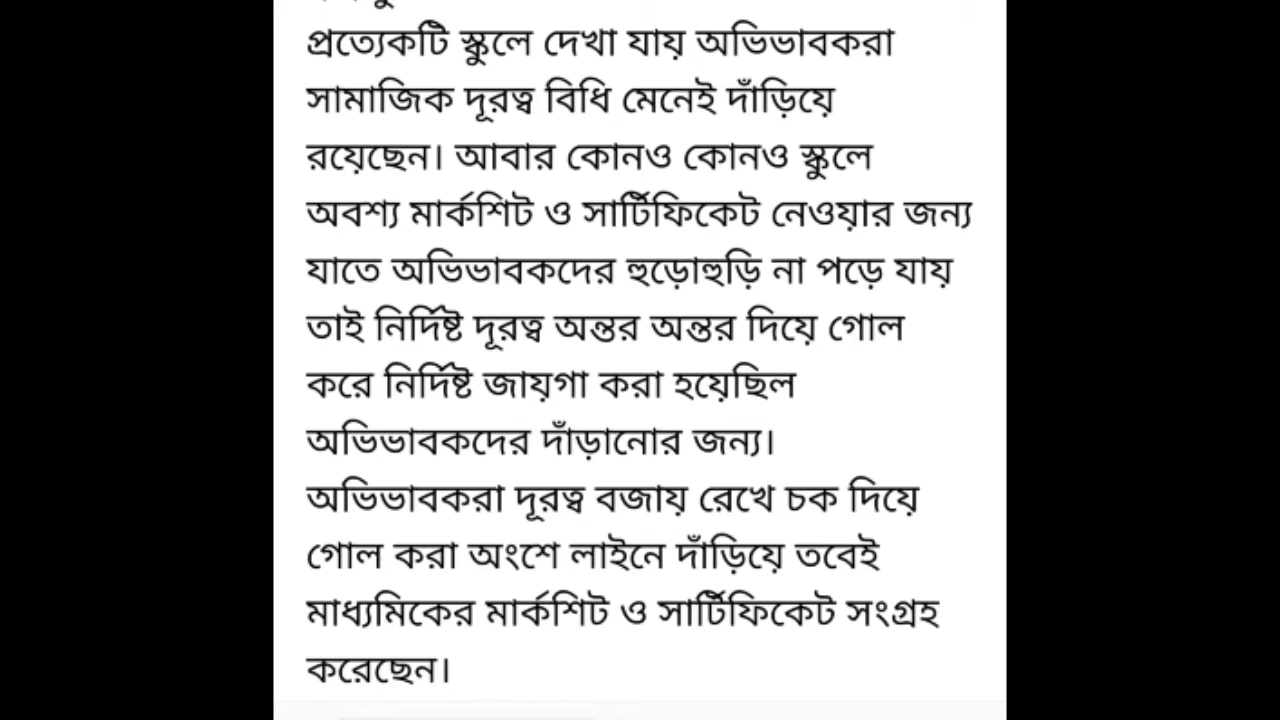 প্রত্যেকটি স্কুলে দেখা যায় অভিভাবকরা
সামাজিক দূরত্ব বিধি মেনেই দাঁড়িয়ে
রয়েছেন। আবার কোনও কোনও স্কুলে
অবশ্য মার্কশিট ও সার্টিফিকেট নেওয়ার জন্য
যাতে অভিভাবকদের হুড়োহুড়ি না পড়ে যায়
তাই নির্দিষ্ট দূরত্ব অন্তর অন্তর দিয়ে গোল
করে নির্দিষ্ট জায়গা করা হয়েছিল
অভিভাবকদের দাঁড়ানোর জন্য।
অভিভাবকরা দূরত্ব বজায় রেখে চক দিয়ে
গোল করা অংশে লাইনে দাঁড়িয়ে তবেই
মাধ্যমিকের মার্কশিট ও সার্টিফিকেট সংগ্রহ
করেছেন।